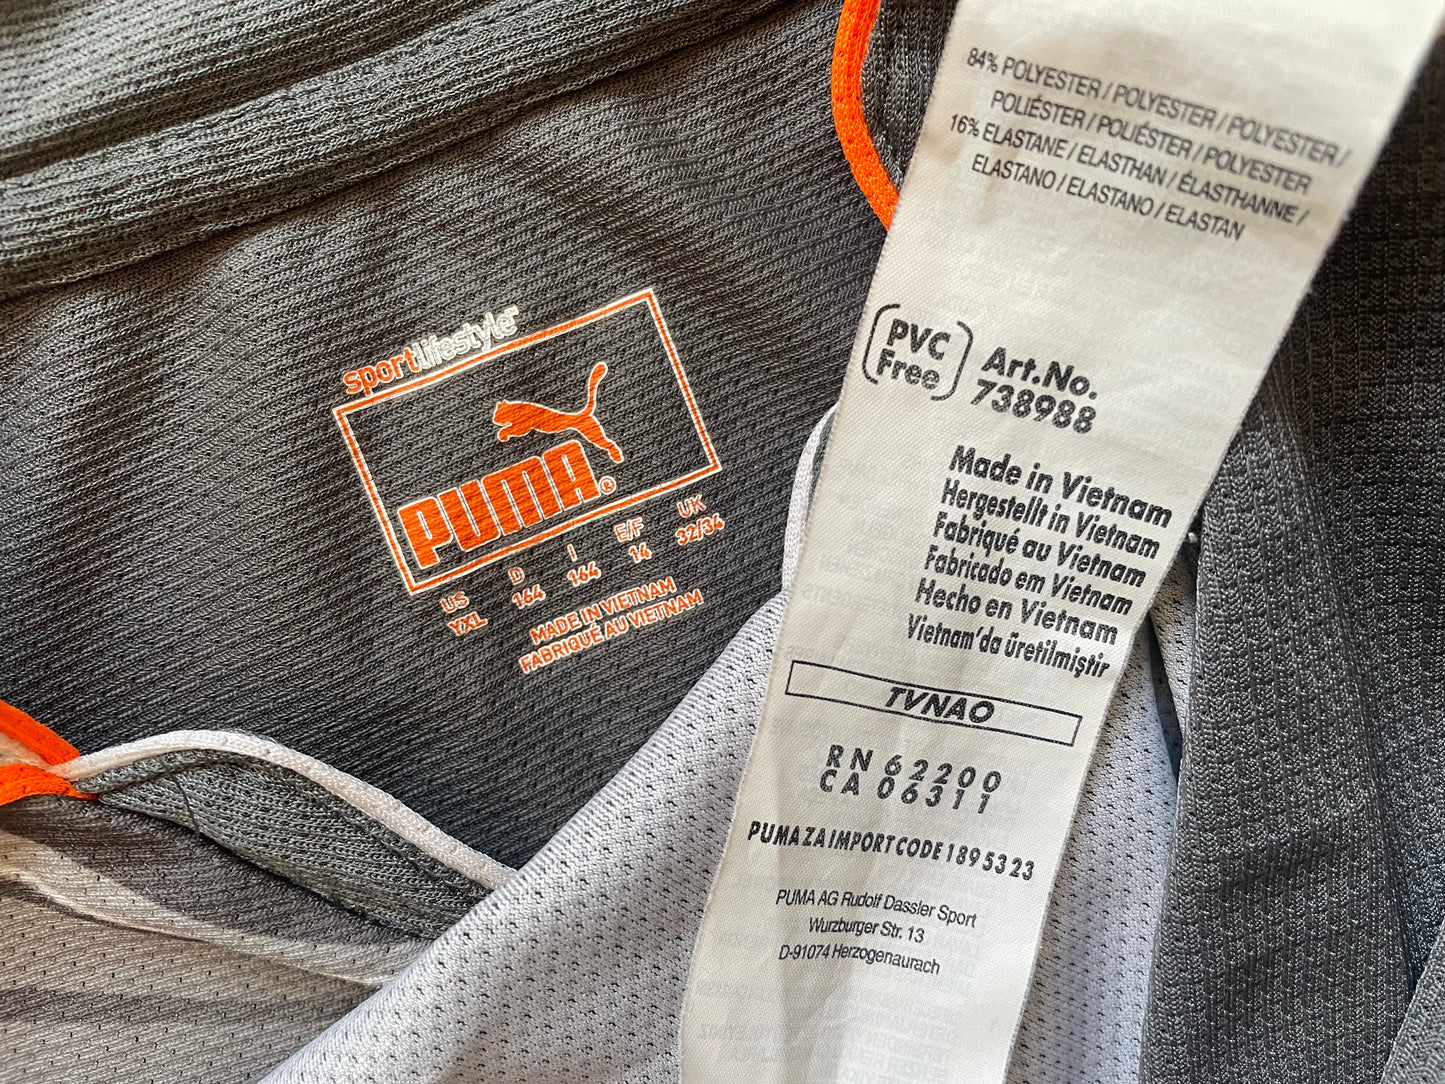 sportlifestyle
PUMA®
US D I E/F UK
YXL 164 164 14 32/34
MADE IN VIETNAM
FABRIQUÉ AU VIETNAM
84% POLYESTER / POLYESTER / POLYESTER /
POLIÉSTER / POLIÉSTER / POLYESTER
16% ELASTANE / ELASTHAN / ÉLASTHANNE /
ELASTANO / ELASTANO / ELASTAN
PVC
Free
Art.No.
738988
Made in Vietnam
Hergestellt in Vietnam
Fabriqué au Vietnam
Fabricado em Vietnam
Hecho en Vietnam
Vietnam'da üretilmiştir
TVNAO
RN 62200
CA 06311
PUMA ZA IMPORT CODE 1895323
PUMA AG Rudolf Dassler Sport
Wurzburger Str. 13
D-91074 Herzogenaurach